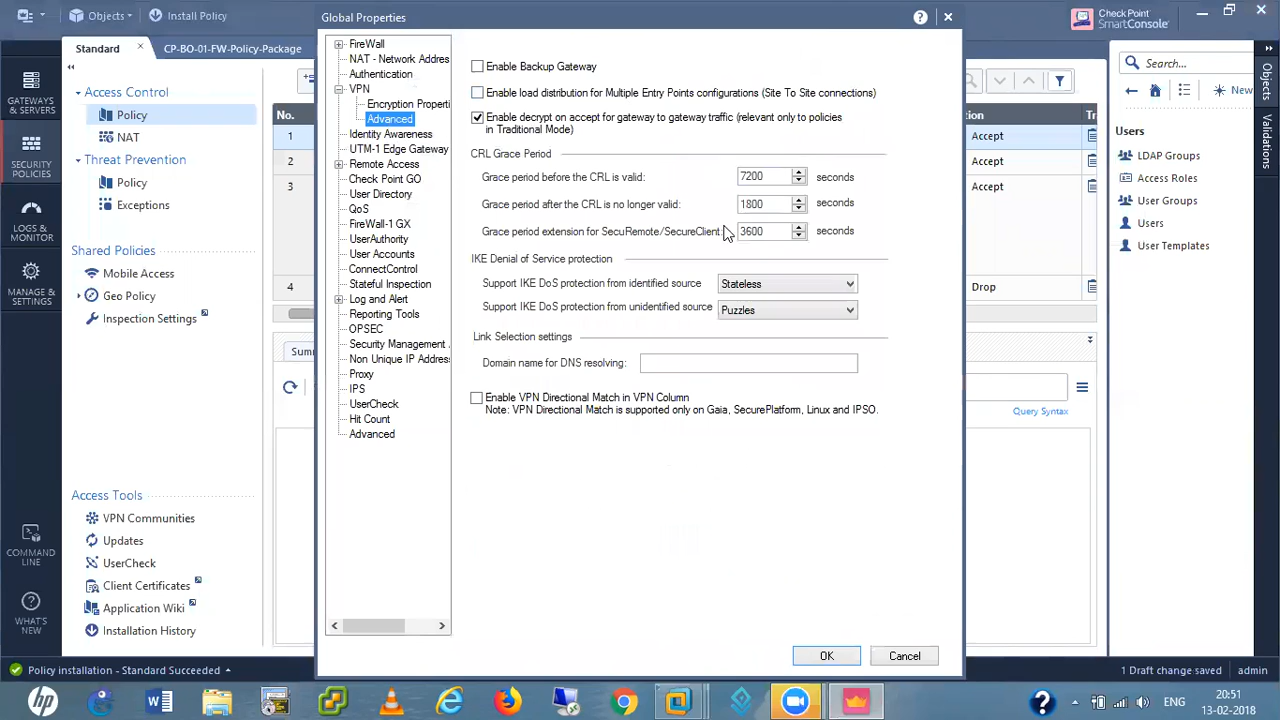 Objects
Install Policy
Global Properties
?
Check Point
SmartConsole
Standard
CP-BO-01-FW-Policy-Package
GATEWAYS
& SERVERS
SECURITY
POLICIES
LOGS &
MONITOR
MANAGE &
SETTINGS
COMMAND
LINE
WHAT'S
NEW
Access Control
Policy
NAT
Threat Prevention
Policy
Exceptions
Shared Policies
Mobile Access
Geo Policy
Inspection Settings
Access Tools
VPN Communities
Updates
UserCheck
Client Certificates
Application Wiki
Installation History
No.
1
2
3
4
Summ
FireWall
NAT - Network Addres
Authentication
VPN
Encryption Properti
Advanced
Identity Awareness
UTM-1 Edge Gateway
Remote Access
Check Point GO
User Directory
QoS
FireWall-1 GX
UserAuthority
User Accounts
ConnectControl
Stateful Inspection
Log and Alert
Reporting Tools
OPSEC
Security Management
Non Unique IP Addres
Proxy
IPS
UserCheck
Hit Count
Advanced
Enable Backup Gateway
Enable load distribution for Multiple Entry Points configurations (Site To Site connections)
Enable decrypt on accept for gateway to gateway traffic (relevant only to policies
in Traditional Mode)
CRL Grace Period
Grace period before the CRL is valid: 7200 seconds
Grace period after the CRL is no longer valid: 1800 seconds
Grace period extension for SecuRemote/SecureClient: 3600 seconds
IKE Denial of Service protection
Support IKE DoS protection from identified source Stateless
Support IKE DoS protection from unidentified source Puzzles
Link Selection settings
Domain name for DNS resolving:
Enable VPN Directional Match in VPN Column
Note: VPN Directional Match is supported only on Gaia, SecurePlatform, Linux and IPSO.
OK
Cancel
tion
Tr
Accept
Accept
Accept
Drop
Query Syntax
Search...
New
Objects
Validations
Users
LDAP Groups
Access Roles
User Groups
Users
User Templates
Policy installation - Standard Succeeded
1 Draft change saved
admin
ENG
20:51
13-02-2018